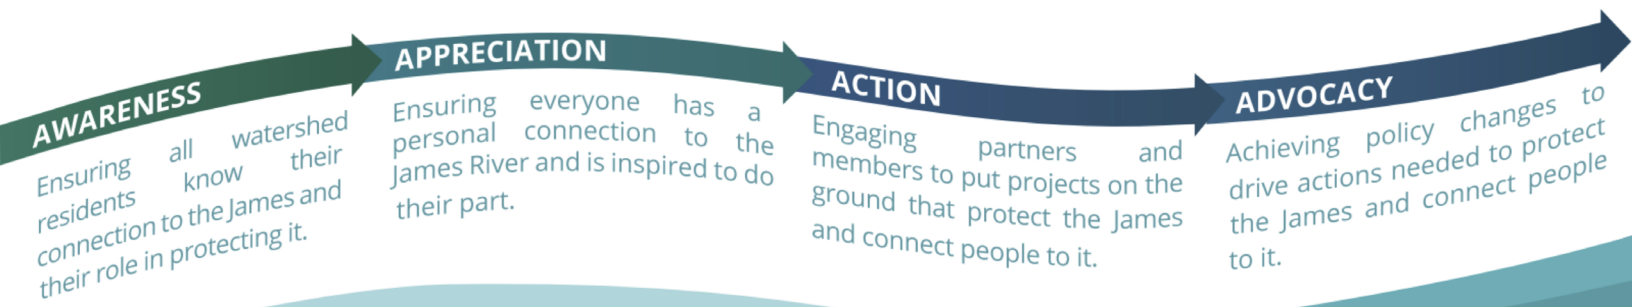 AWARENESS
Ensuring all watershed
residents know their
connection to the James and
their role in protecting it.
APPRECIATION
Ensuring everyone has a
personal connection to the
James River and is inspired to do
their part.
ACTION
Engaging partners and
members to put projects on the
ground that protect the James
and connect people to it.
ADVOCACY
Achieving policy changes to
drive actions needed to protect
the James and connect people
to it.